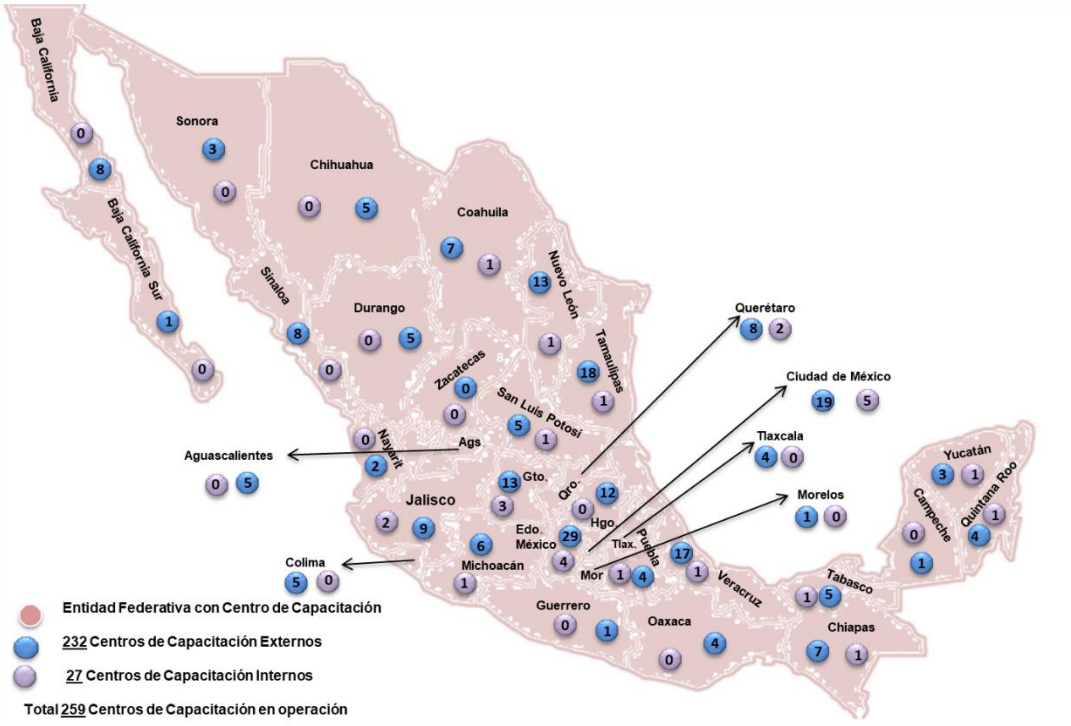 Baja California
0
8
Sonora
3
0
Chihuahua
0 5
Coahuila
7
1
Nuevo León
13
1
Baja California Sur
1
0
Sinaloa
8
0
Durango
0 5
Tamaulipas
18
1
Zacatecas
0
0
San Luis Potosí
5
1
Querétaro
8 2
Ciudad de México
19 5
Tlaxcala
4 0
Morelos
1 0
Nayarit
0
2
Ags
Aguascalientes
0 5
Gto.
13
3
Qro.
12
0
Hgo.
Jalisco
2 9
Edo.
México
29
4
Tlax.
Mor
Puebla
1 4
Michoacán
6
1
Colima
5 0
Veracruz
17
1
Guerrero
0 1
Oaxaca
4
0
Tabasco
1 5
Chiapas
7 1
Campeche
0
1
Yucatán
3 1
Quintana Roo
1
4
Entidad Federativa con Centro de Capacitación
232 Centros de Capacitación Externos
27 Centros de Capacitación Internos
Total 259 Centros de Capacitación en operación